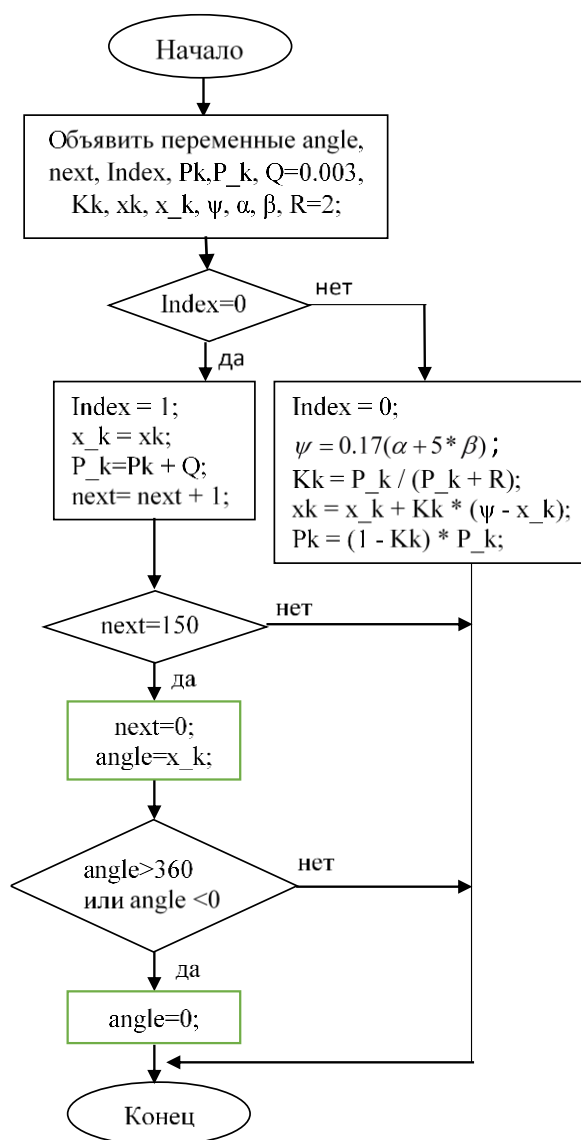 Начало
Объявить переменные angle,
next, Index, Pk,P_k, Q=0.003,
Kk, xk, x_k, ψ, α, β, R=2;
Index=0
нет
да
Index = 1;
x_k = xk;
P_k=Pk + Q;
next= next + 1;
Index = 0;
ψ = 0.17(α + 5 * β) ;
Kk = P_k / (P_k + R);
xk = x_k + Kk * (ψ - x_k);
Pk = (1 - Kk) * P_k;
next=150
нет
да
next=0;
angle=x_k;
angle>360
или angle <0
нет
да
angle=0;
Конец